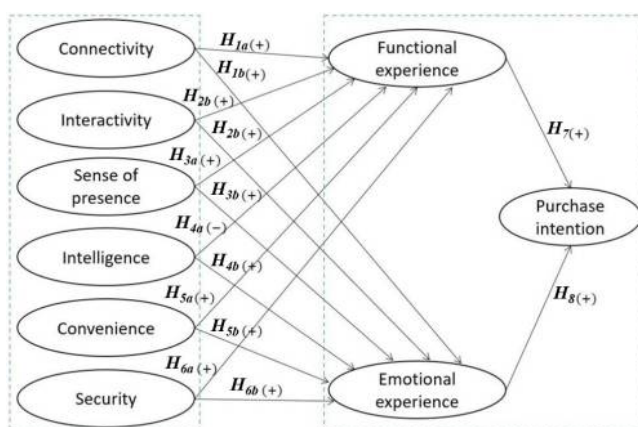 Connectivity
Interactivity
Sense of
presence
Intelligence
Convenience
Security
H1a(+)
H1b(+)
H2b(+)
H2b(+)
H3a(+)
H3b(+)
H4a(−)
H4b(+)
H5a(+)
H5b(+)
H6a(+)
H6b(+)
Functional
experience
Emotional
experience
H7(+)
H8(+)
Purchase
intention